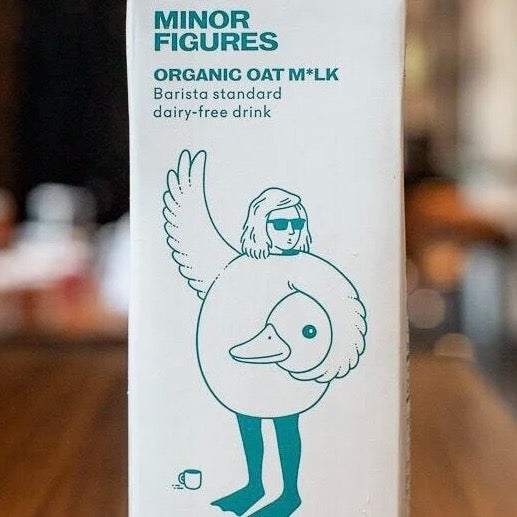 MINOR
FIGURES
ORGANIC OAT M*LK
Barista standard
dairy-free drink